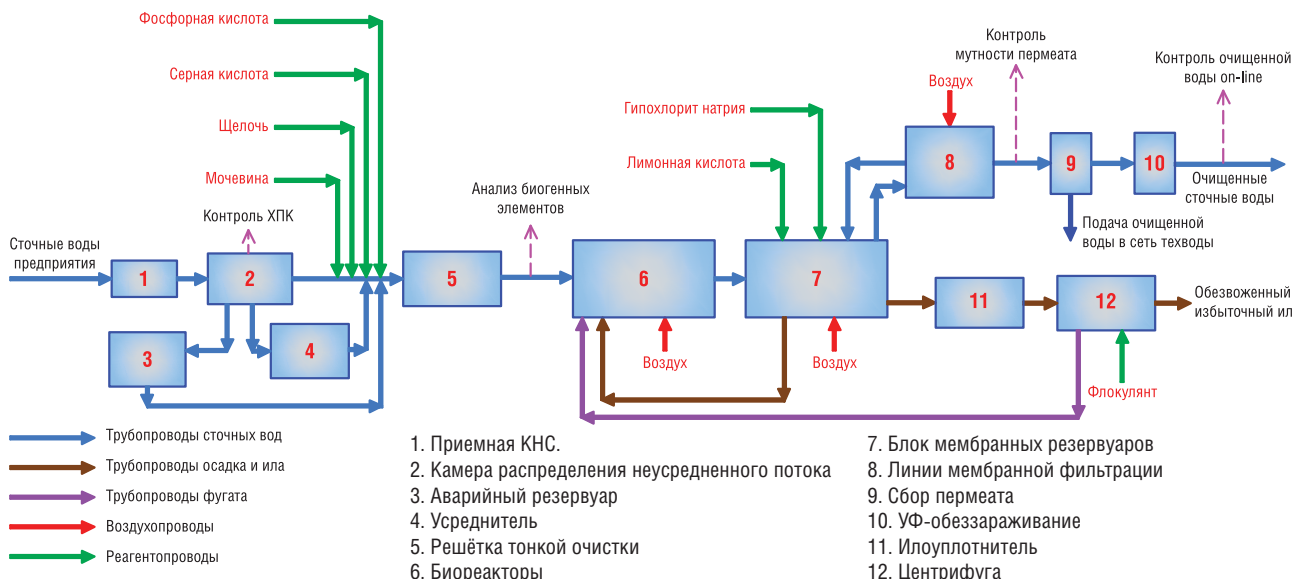 Фосфорная кислота
Серная кислота
Щелочь
Мочевина
Контроль ХПК
Сточные воды
предприятия
Анализ биогенных
элементов
Гипохлорит натрия
Лимонная кислота
Воздух
Контроль
мутности пермеата
Контроль очищенной
воды on-line
Очищенные
сточные воды
Подача очищенной
воды в сеть техводы
1
2
3
4
5
6
7
8
9
10
11
12
Воздух
Воздух
Флокулянт
Обезвоженный
избыточный ил
Трубопроводы сточных вод
Трубопроводы осадка и ила
Трубопроводы фугата
Воздухопроводы
Реагентопроводы
1. Приемная КНС.
2. Камера распределения неусредненного потока
3. Аварийный резервуар
4. Усреднитель
5. Решётка тонкой очистки
6. Биореакторы
7. Блок мембранных резервуаров
8. Линии мембранной фильтрации
9. Сбор пермеата
10. УФ-обеззараживание
11. Илоуплотнитель
12. Центрифуга